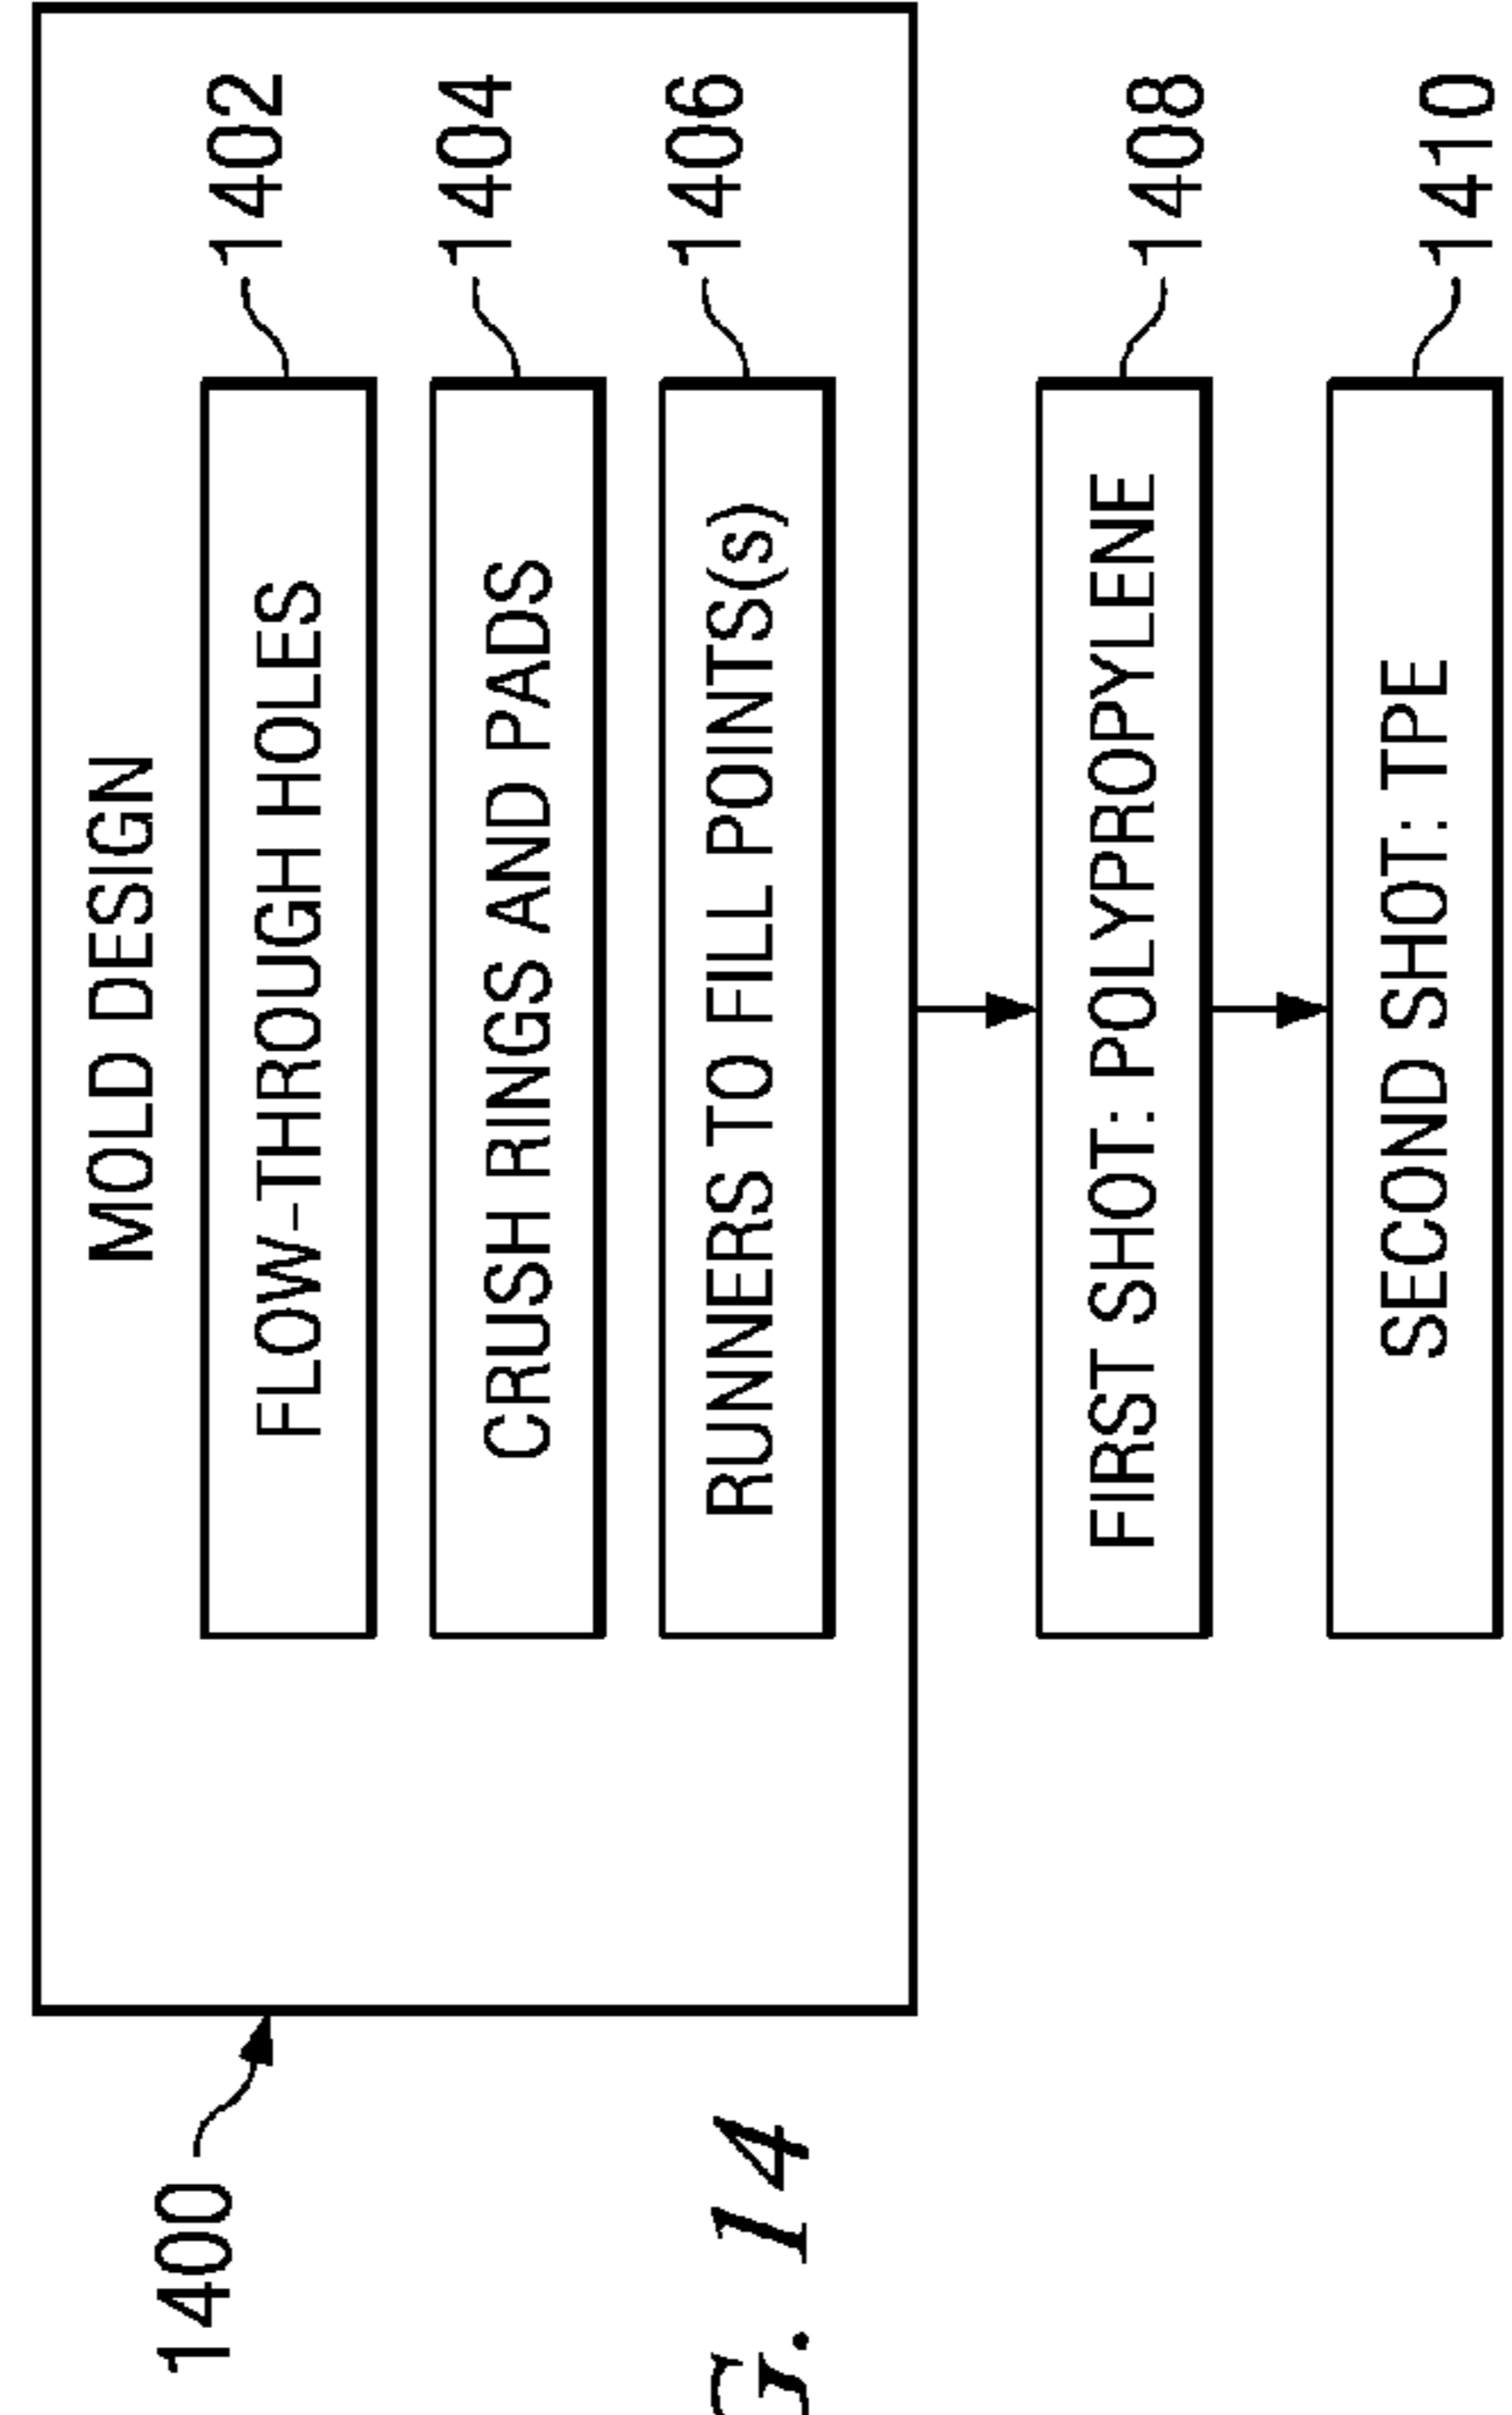 MOLD DESIGN
1400
FLOW-THROUGH HOLES
1402
CRUSH RINGS AND PADS
1404
RUNNERS TO FILL POINTS(s)
1406
FIRST SHOT: POLYPROPYLENE
1408
SECOND SHOT: TPE
1410
G. 14